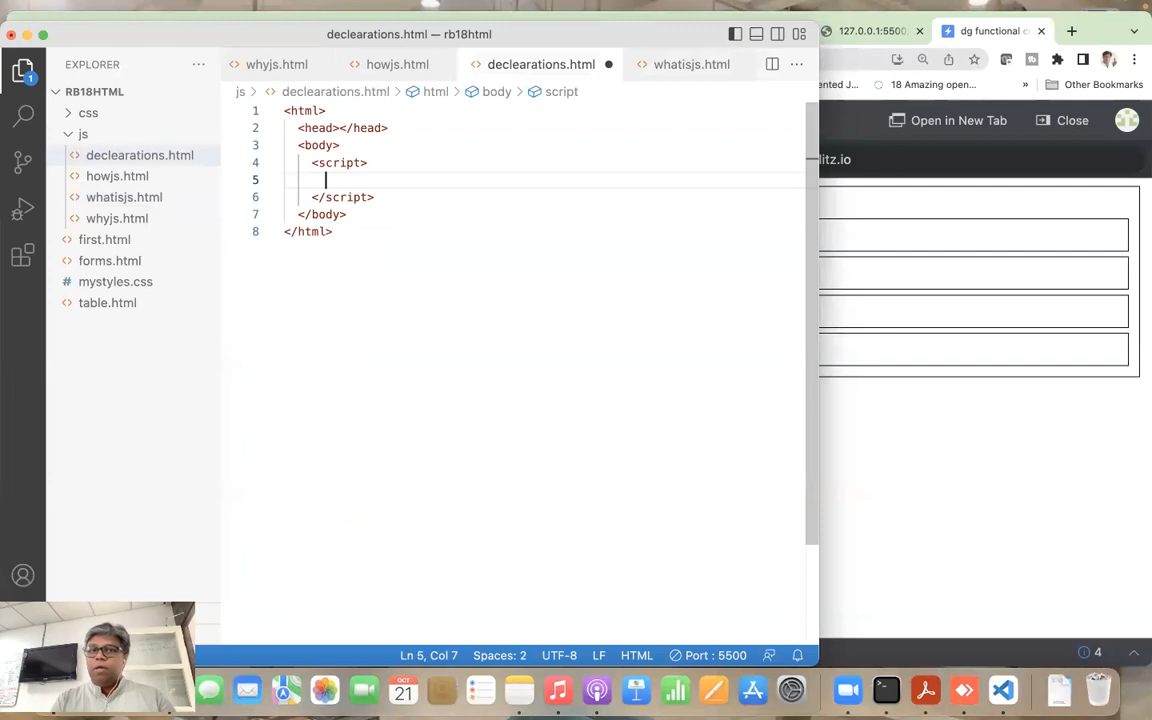 declearations.html — rb18html
127.0.0.1:5500
dg functional c
EXPLORER
whyjs.html
howjs.html
declearations.html
whatisjs.html
18 Amazing open...
Other Bookmarks
RB18HTML
js > declearations.html > html > body > script
css
js
declearations.html
howjs.html
whatisjs.html
whyjs.html
first.html
forms.html
mystyles.css
table.html
1 <html>
2 <head></head>
3 <body>
4 <script>
5
6 </script>
7 </body>
8 </html>
Open in New Tab
Close
litz.io
Ln 5, Col 7
Spaces: 2
UTF-8
LF
HTML
Port : 5500
4
OCT
21